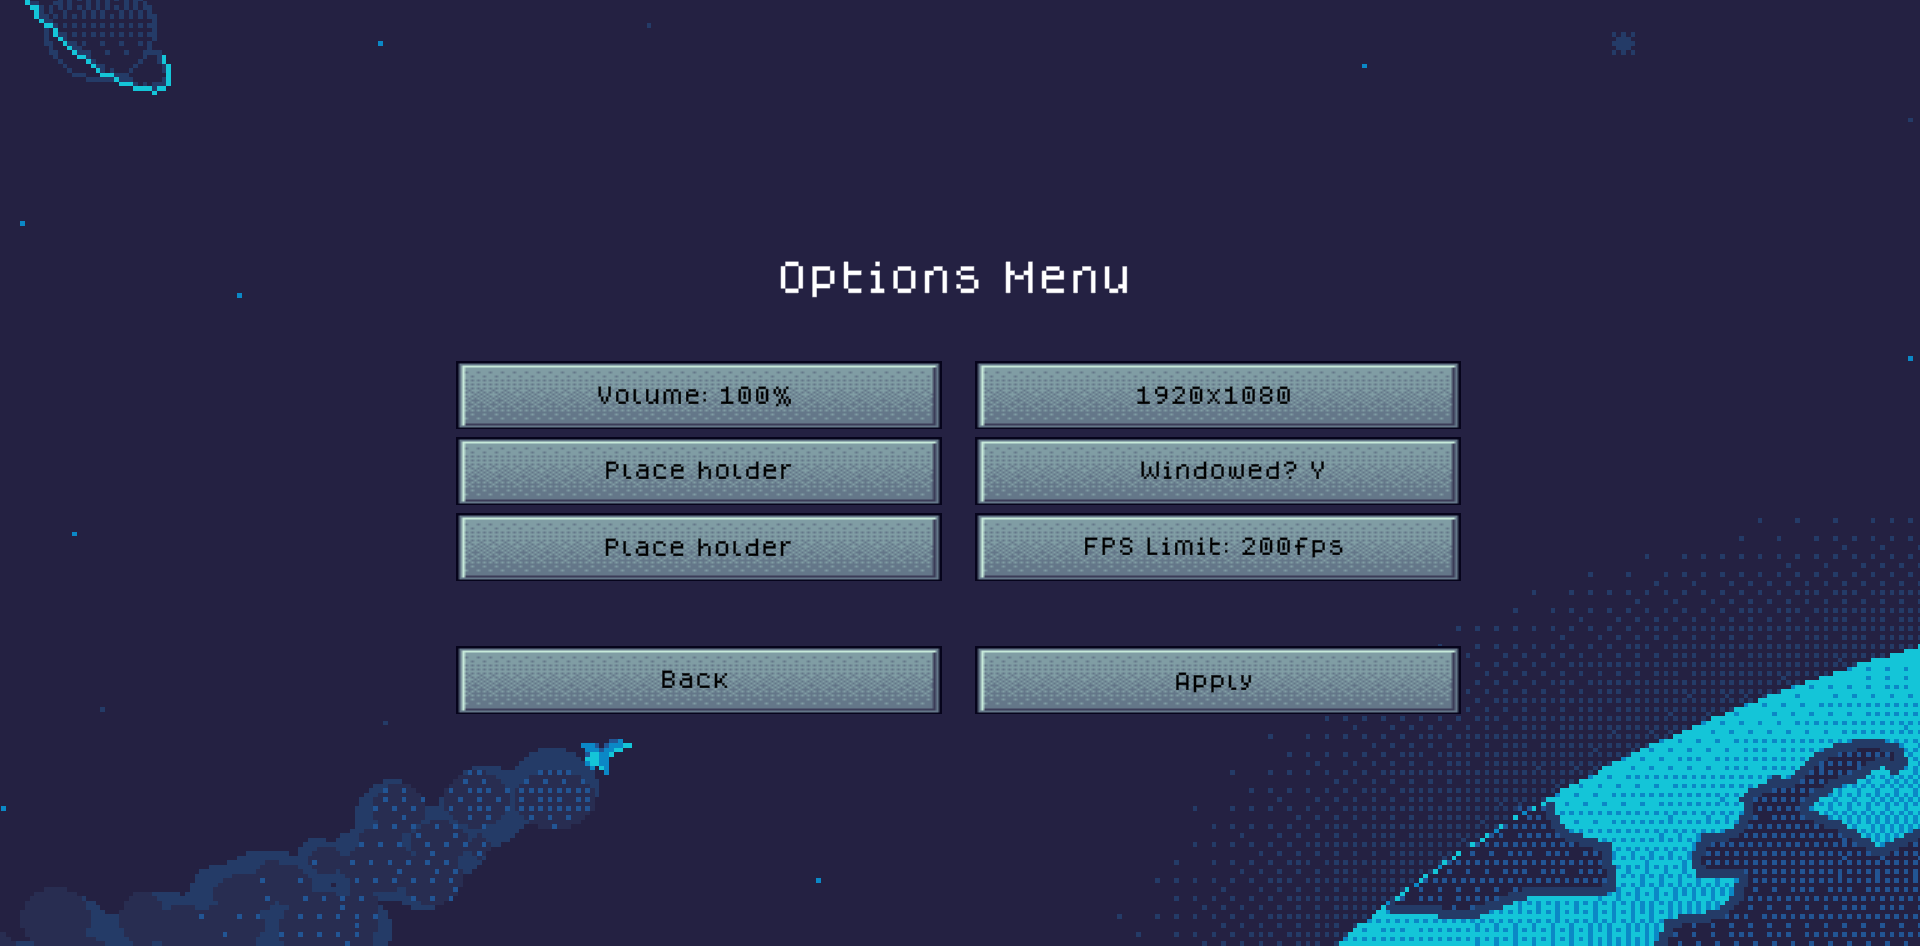 Options Menu
Volume: 100%
1920x1080
Place holder
Windowed? Y
Place holder
FPS Limit: 200fps
Back
Apply